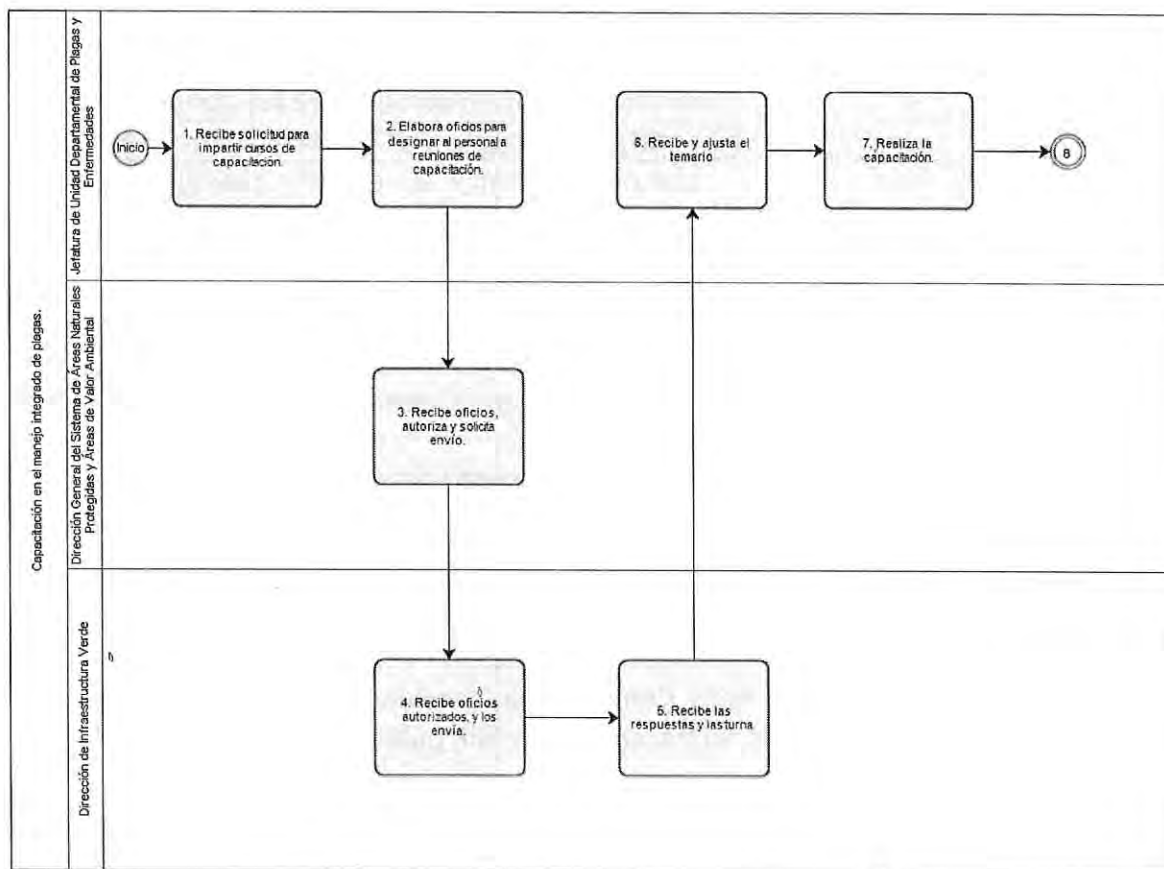 Capacitación en el manejo integrado de plagas.
Jefatura de Unidad Departamental de Plagas y
Enfermedades
Inicio
1. Recibe solicitud para
impartir cursos de
capacitación.
2. Elabora oficios para
designar al personal a
reuniones de
capacitación.
6. Recibe y ajusta el
temario
7. Realiza la
capacitación.
8
Dirección General del Sistema de Áreas Naturales
Protegidas y Áreas de Valor Ambiental
3. Recibe oficios,
autoriza y solicita
envío.
Dirección de Infraestructura Verde
4. Recibe oficios
autorizados, y los
envía.
5. Recibe las
respuestas y las turna